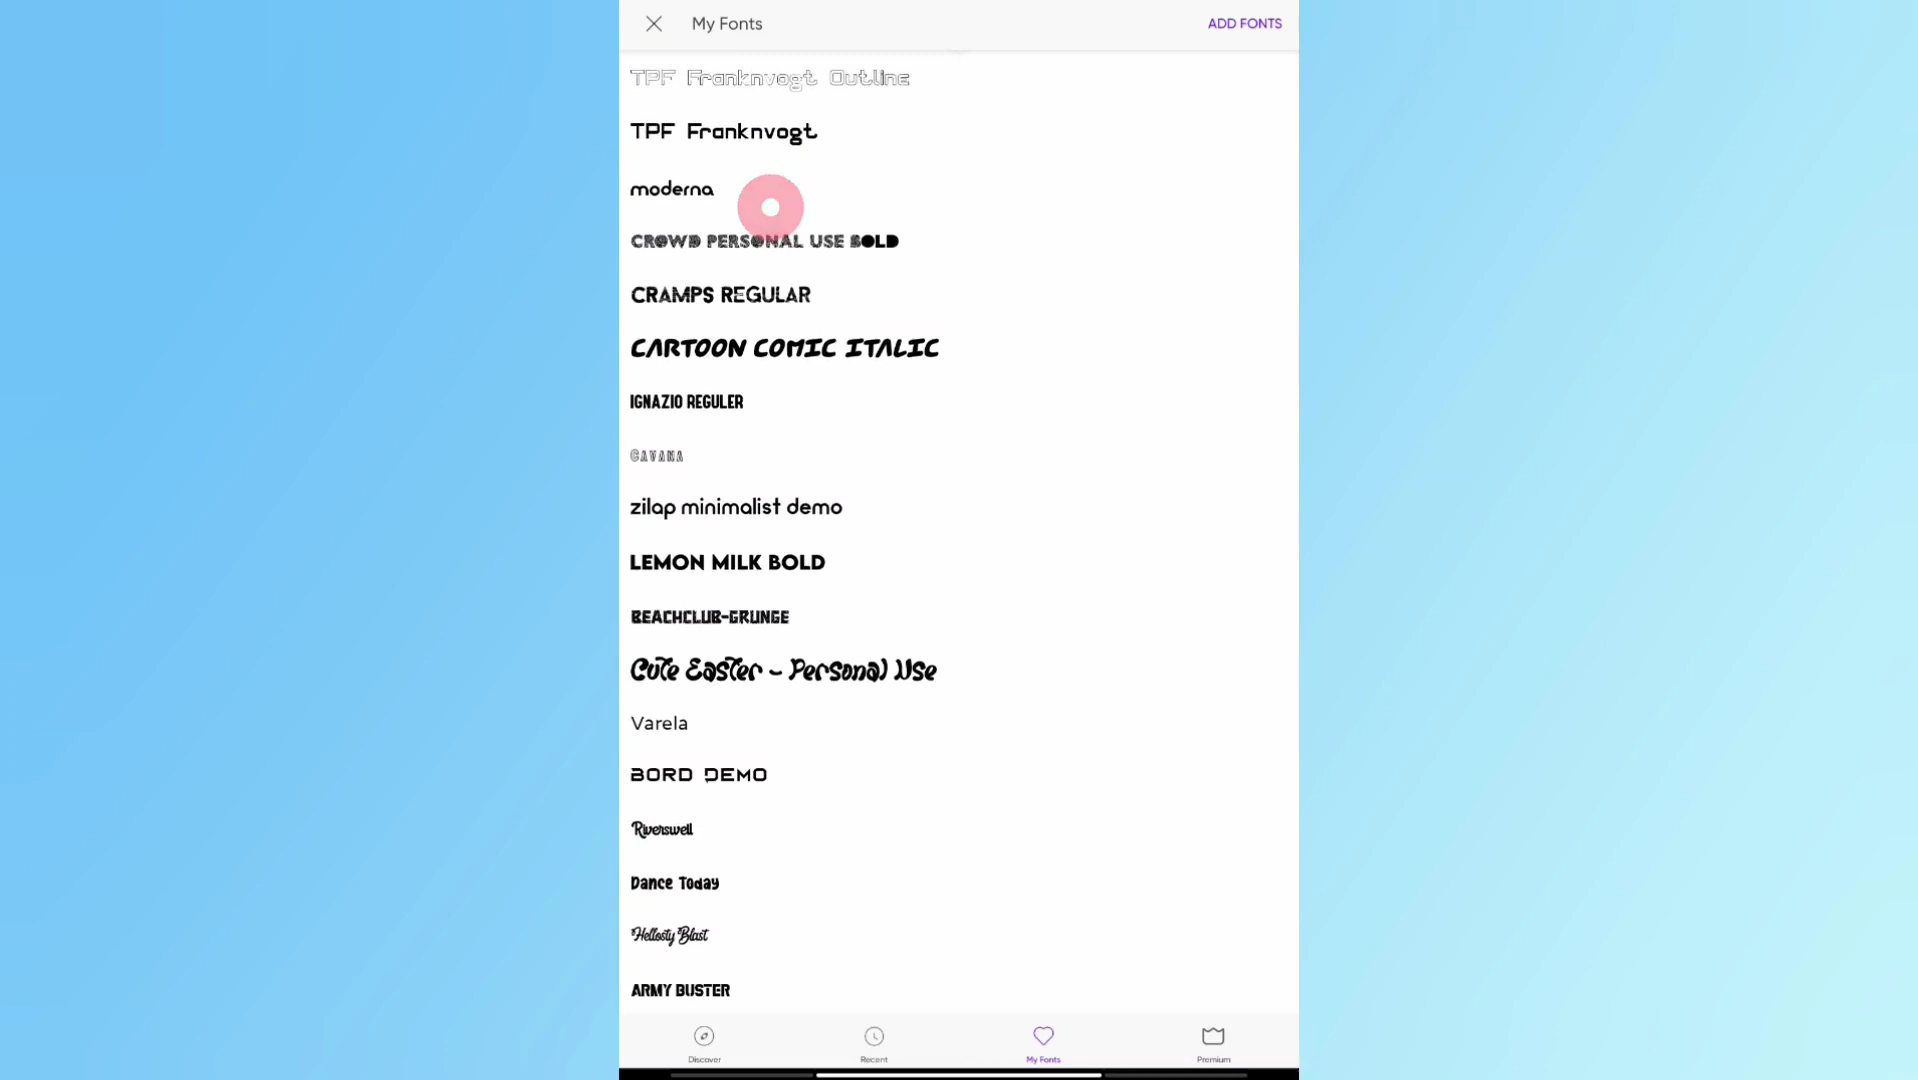 My Fonts
ADD FONTS
TPF Franknvogt Outline
TPF Franknvogt
moderna
CROWD PERSONAL USE BOLD
CRAMPS REGULAR
CARTOON COMIC ITALIC
IGNAZIO REGULER
CAVANA
zilap minimalist demo
LEMON MILK BOLD
BEACHCLUB-GRUNGE
Cute Easter - Personal Use
Varela
BORD DEMO
Riverswell
Dance Today
Hellosty Blast
ARMY BUSTER
Discover
Recent
My Fonts
Premium